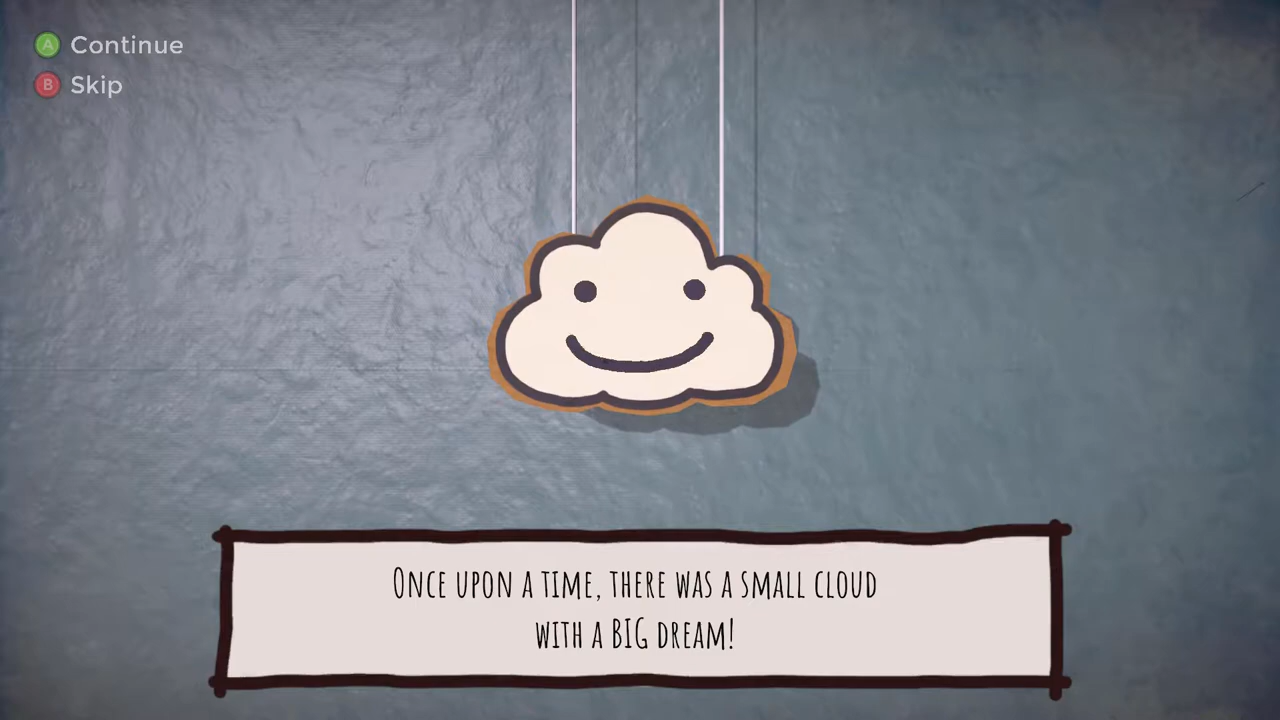 A Continue
B Skip
Once upon a time, there was a small cloud
with a BIG dream!